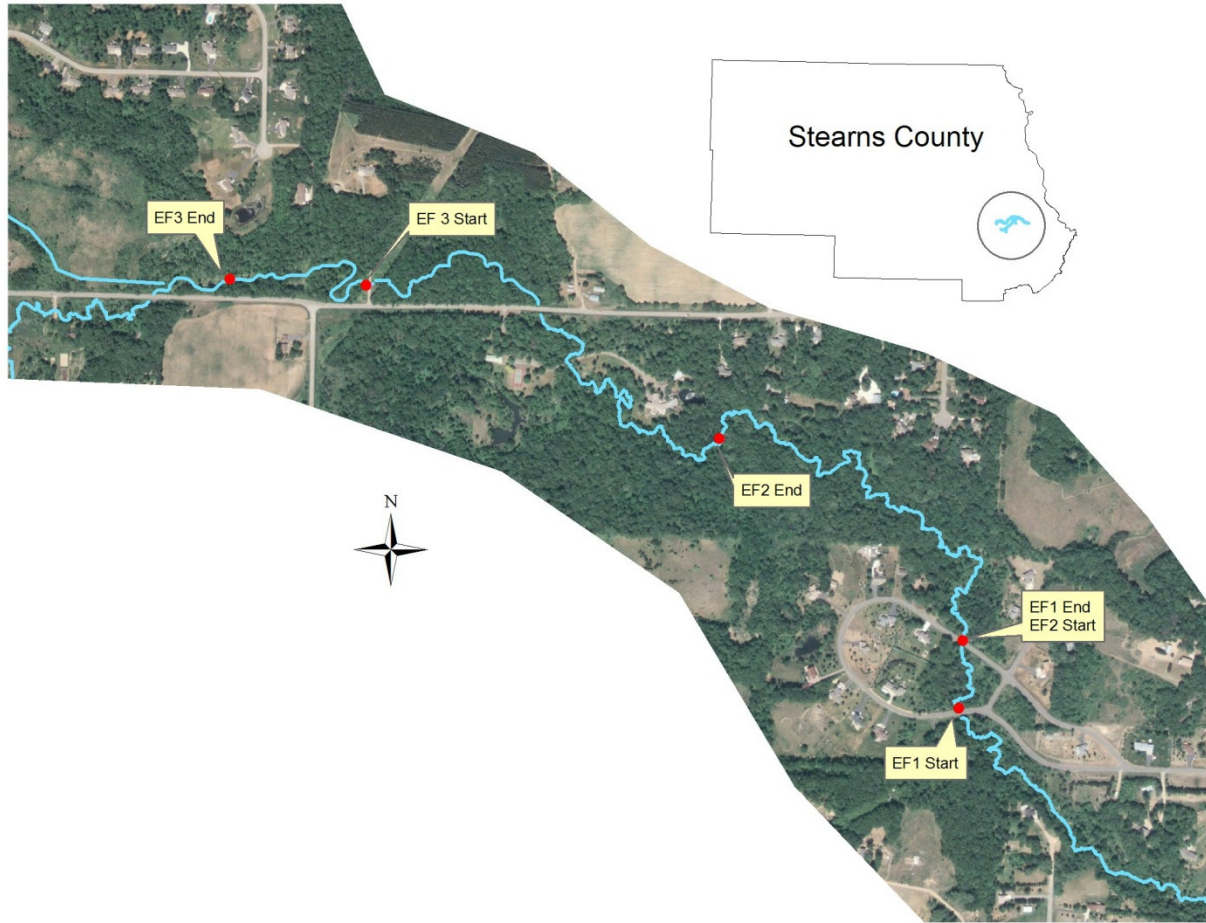 Stearns County
EF3 End
EF 3 Start
EF2 End
N
EF1 End
EF2 Start
EF1 Start